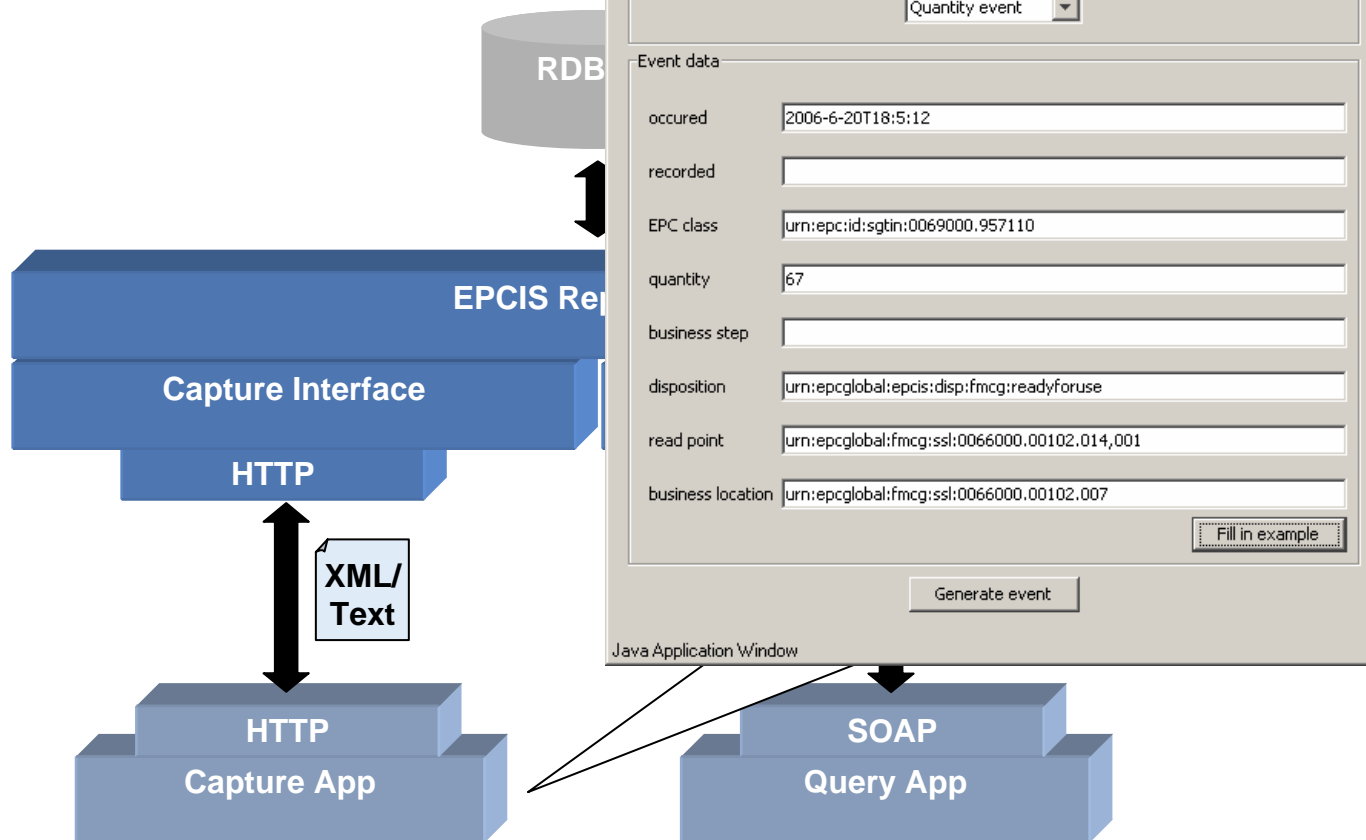 RDB
EPCIS Rep
Capture Interface
HTTP
XML/
Text
HTTP
Capture App
SOAP
Query App
Quantity event
Event data
occured 2006-6-20T18:5:12
recorded
EPC class urn:epc:id:sgtin:0069000.957110
quantity 67
business step
disposition urn:epcglobal:epcis:disp:fmcg:readyforuse
read point urn:epcglobal:fmcg:ssl:0066000.00102.014,001
business location urn:epcglobal:fmcg:ssl:0066000.00102.007
Fill in example
Generate event
Java Application Window